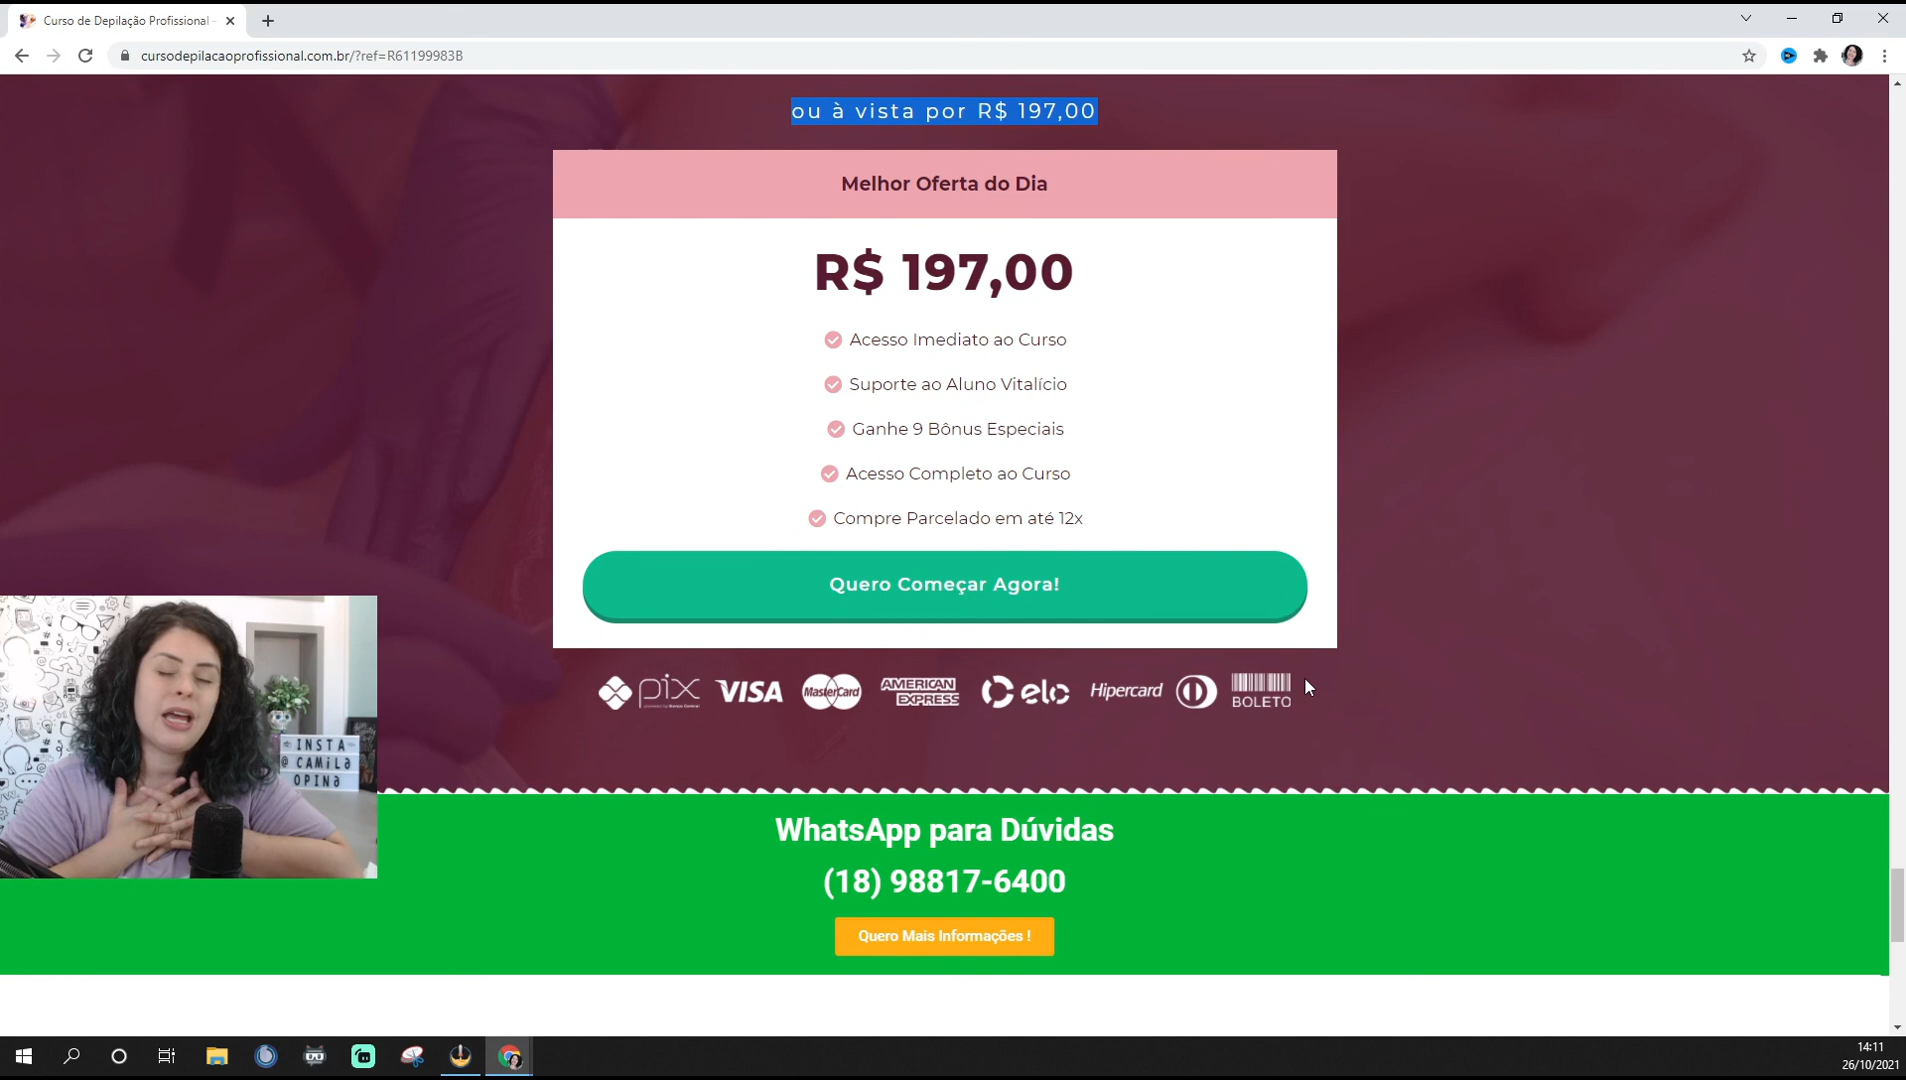 Curso de Depilação Profissional -
cursodepilacaoprofissional.com.br/?ref=R61199983B
ou à vista por R$ 197,00
Melhor Oferta do Dia
R$ 197,00
Acesso Imediato ao Curso
Suporte ao Aluno Vitalício
Ganhe 9 Bônus Especiais
Acesso Completo ao Curso
Compre Parcelado em até 12x
Quero Começar Agora!
pix VISA MasterCard AMERICAN EXPRESS elo Hipercard BOLETO
INSTA
@ CAMILA
OPINA
WhatsApp para Dúvidas
(18) 98817-6400
Quero Mais Informações !
14:11
26/10/2021